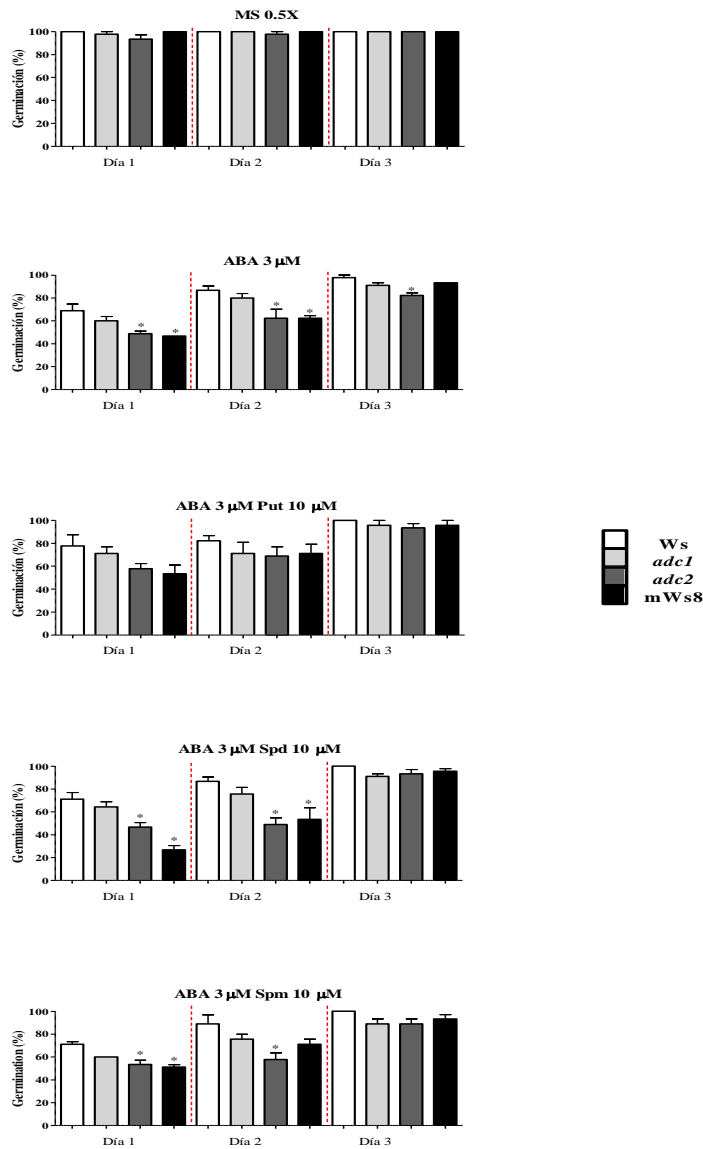 MS 0.5X
Germinación (%)
100
80
60
40
20
0
Día 1 Día 2 Día 3
ABA 3 µM
Germinación (%)
100
80
60
40
20
0
* * * * *
Día 1 Día 2 Día 3
ABA 3 µM Put 10 µM
Germinación (%)
100
80
60
40
20
0
Día 1 Día 2 Día 3
Ws
adc1
adc2
mWs8
ABA 3 µM Spd 10 µM
Germinación (%)
100
80
60
40
20
0
* * * *
Día 1 Día 2 Día 3
ABA 3 µM Spm 10 µM
Germination (%)
100
80
60
40
20
0
* * *
Día 1 Día 2 Día 3